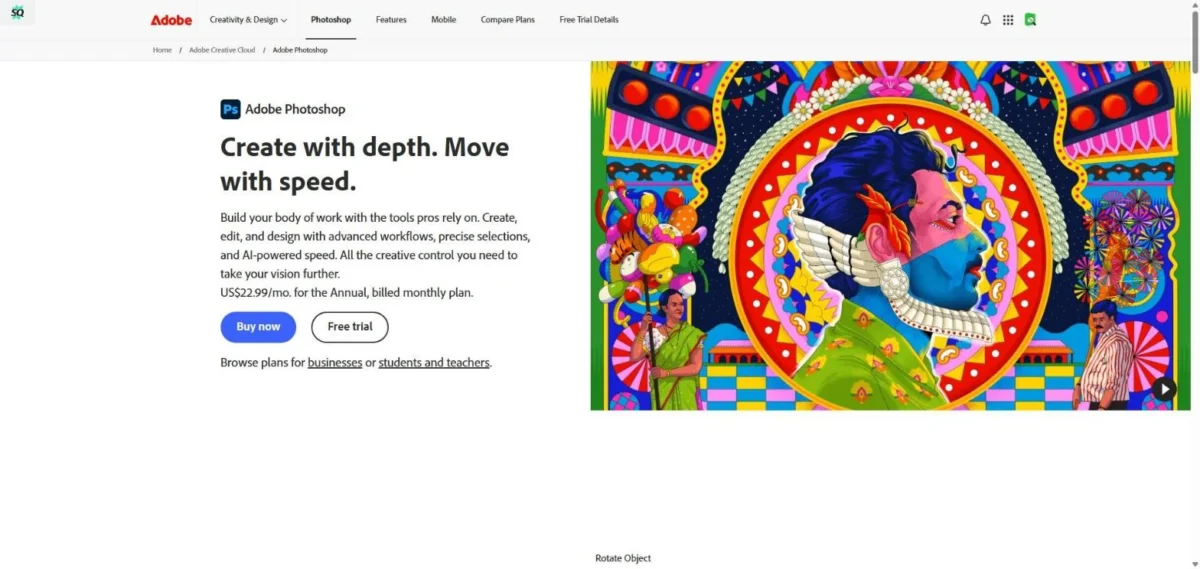 SQ
Adobe
Creativity & Design
Photoshop
Features
Mobile
Compare Plans
Free Trial Details
Home / Adobe Creative Cloud / Adobe Photoshop
Ps Adobe Photoshop
Create with depth. Move
with speed.
Build your body of work with the tools pros rely on. Create,
edit, and design with advanced workflows, precise selections,
and AI-powered speed. All the creative control you need to
take your vision further.
US$22.99/mo. for the Annual, billed monthly plan.
Buy now
Free trial
Browse plans for businesses or students and teachers.
Rotate Object